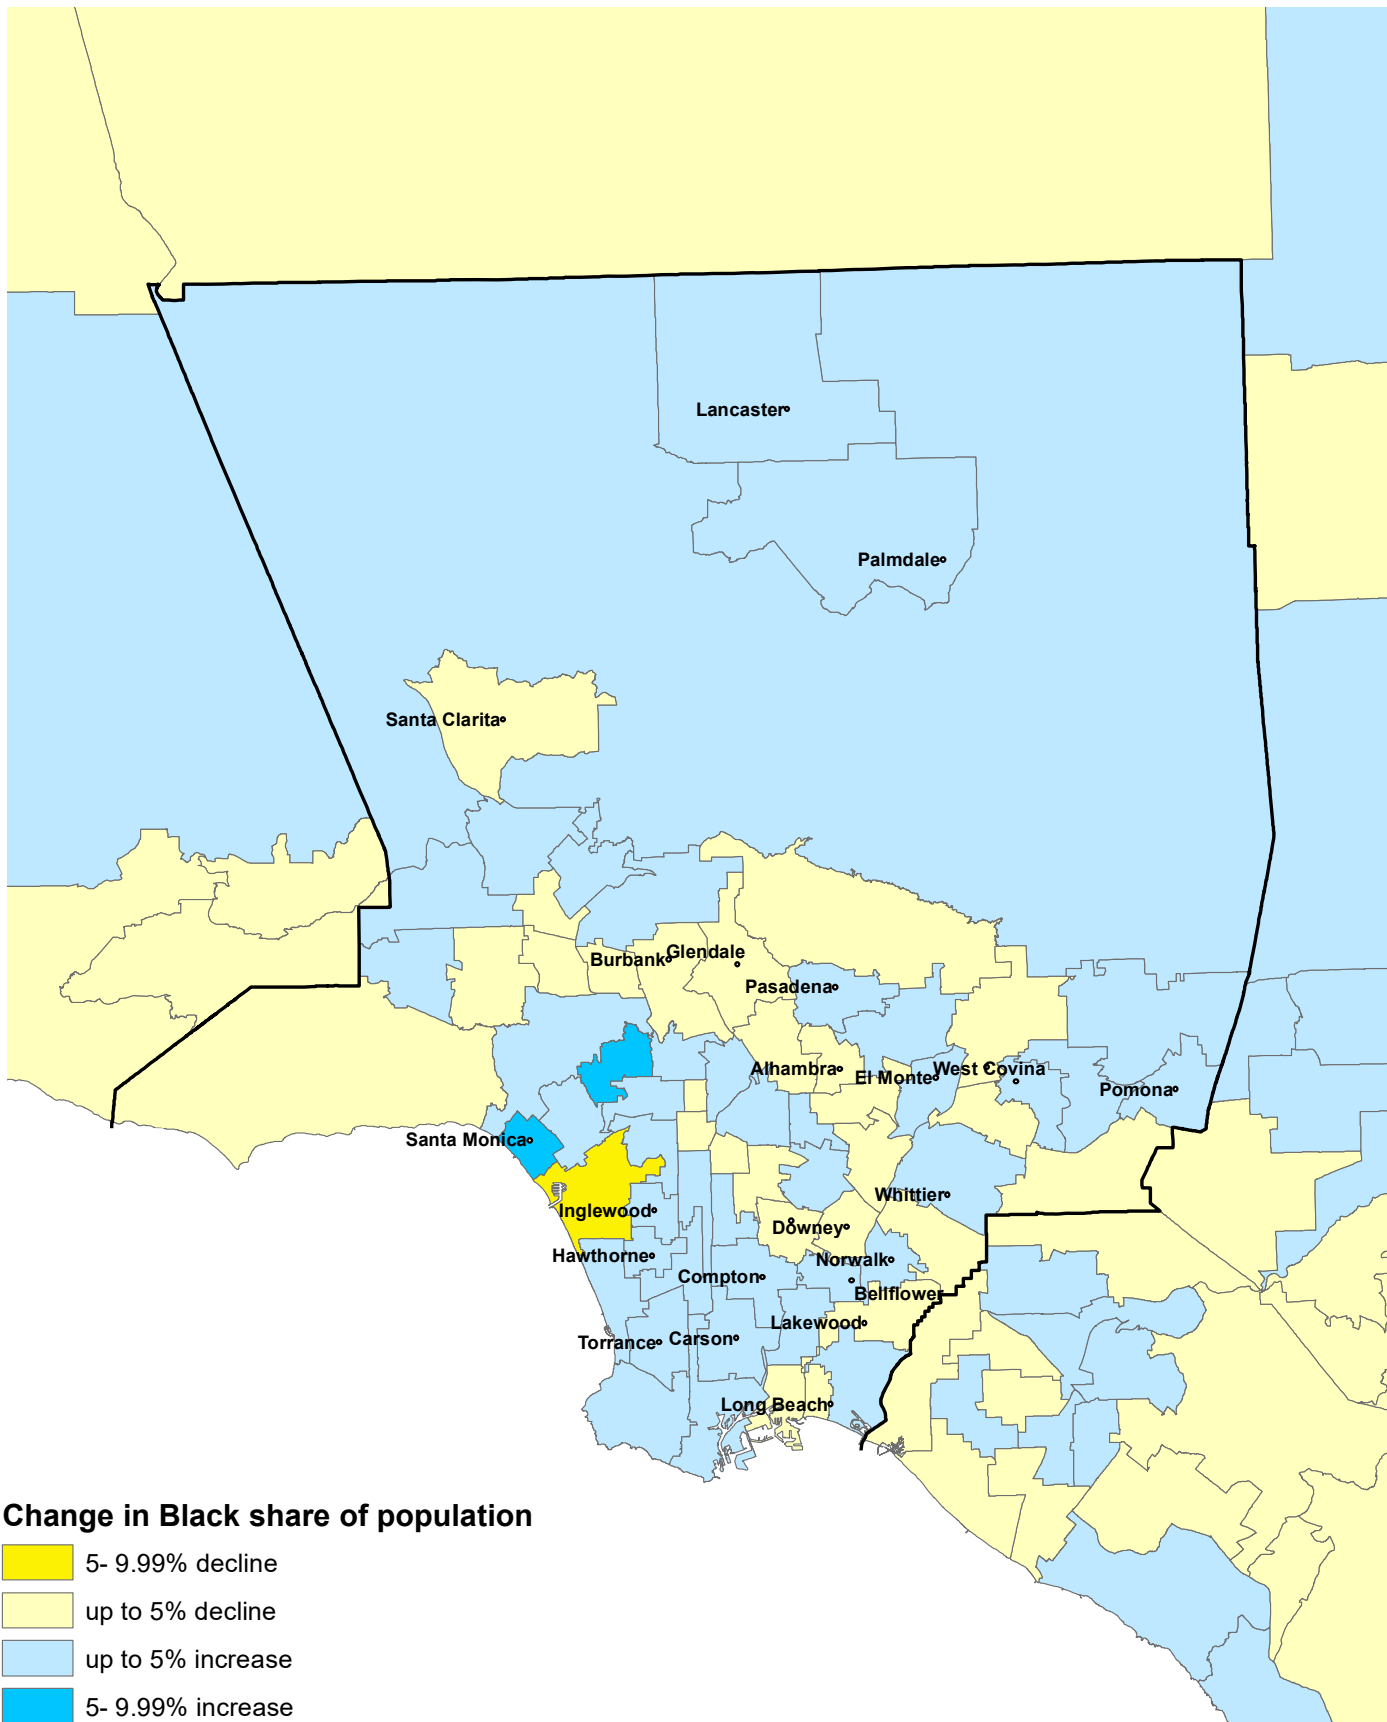 Lancaster
Palmdale
Santa Clarita
Burbank
Glendale
Pasadena
Alhambra
El Monte
West Covina
Pomona
Santa Monica
Whittier
Inglewood
Downey
Hawthorne
Norwalk
Compton
Bellflower
Lakewood
Torrance
Carson
Long Beach
Change in Black share of population
5- 9.99% decline
up to 5% decline
up to 5% increase
5- 9.99% increase